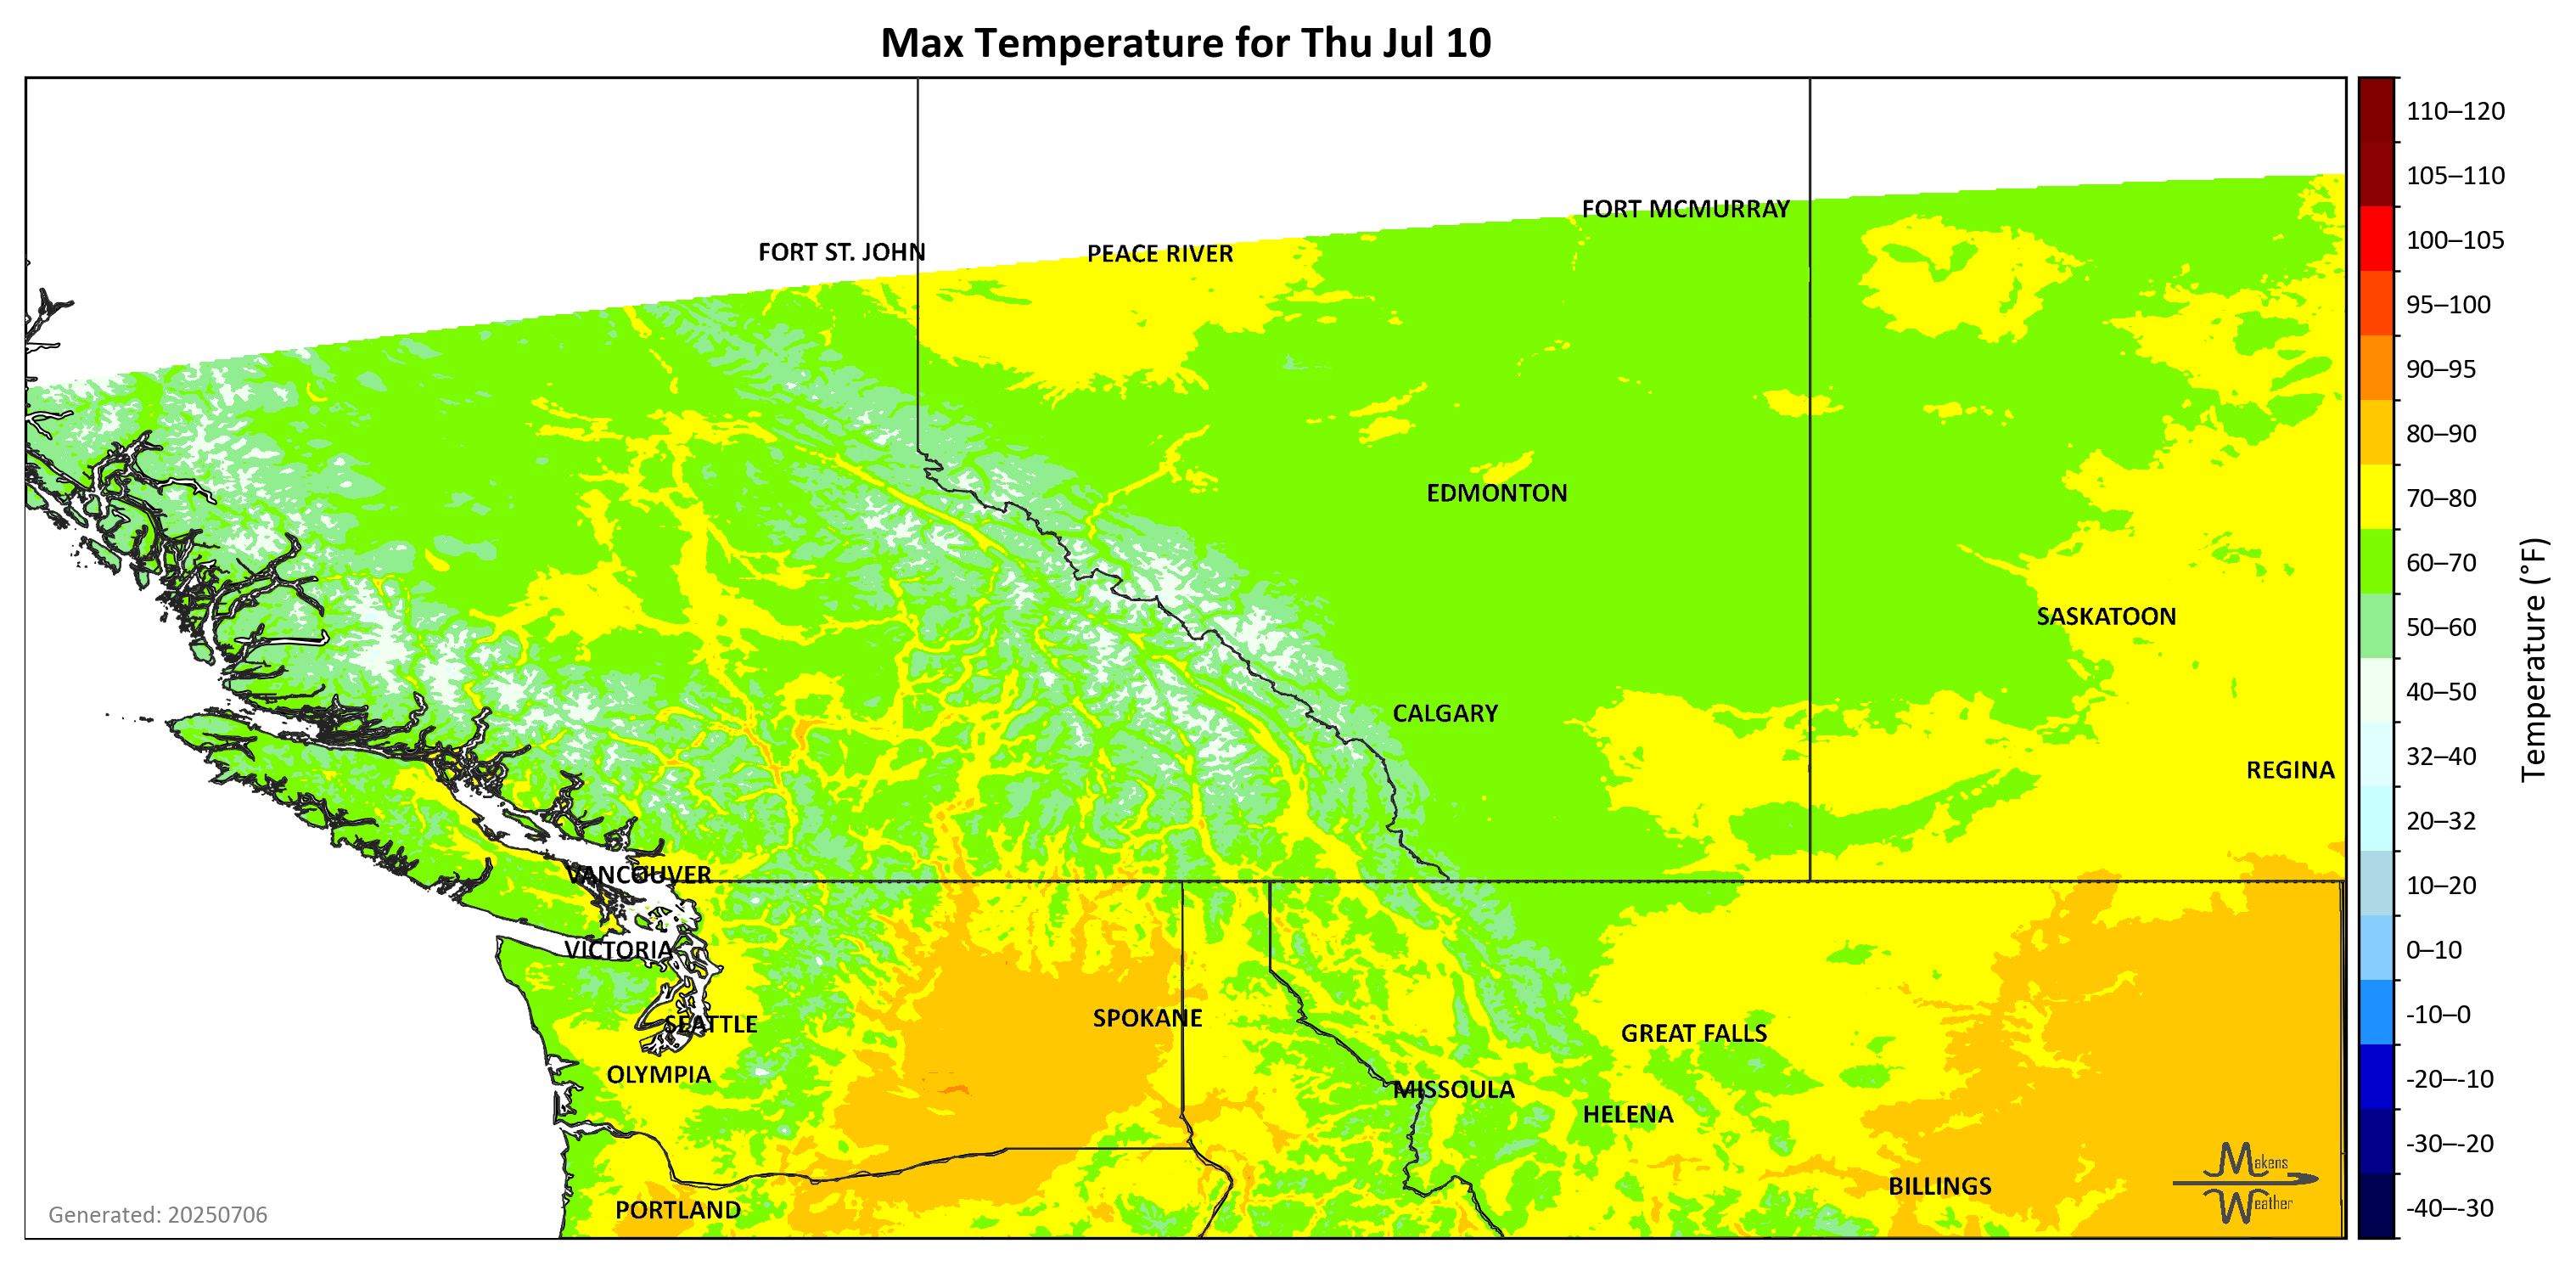 Max Temperature for Thu Jul 10
FORT MCMURRAY
FORT ST. JOHN
PEACE RIVER
EDMONTON
SASKATOON
CALGARY
REGINA
VANCOUVER
VICTORIA
SEATTLE
SPOKANE
GREAT FALLS
OLYMPIA
MISSOULA
HELENA
BILLINGS
PORTLAND
Generated: 20250706
Makens
Weather
110–120
105–110
100–105
95–100
90–95
80–90
70–80
60–70
50–60
40–50
32–40
20–32
10–20
0–10
-10–0
-20–-10
-30–-20
-40–-30
Temperature (°F)